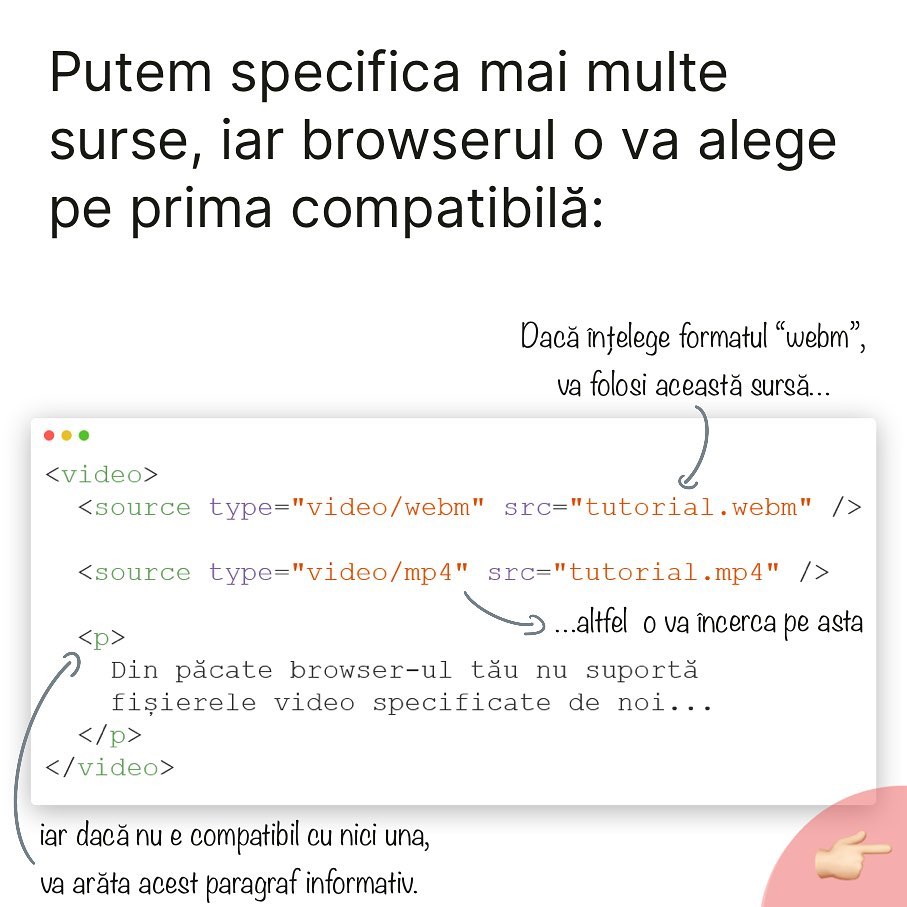 Putem specifica mai multe
surse, iar browserul o va alege
pe prima compatibilă:
Dacă înțelege formatul “webm”,
va folosi această sursă...
<video>
<source type="video/webm" src="tutorial.webm" />
<source type="video/mp4" src="tutorial.mp4" />
...altfel o va încerca pe asta
<p>
Din păcate browser-ul tău nu suportă
fișierele video specificate de noi...
</p>
</video>
iar dacă nu e compatibil cu nici una,
va arăta acest paragraf informativ.